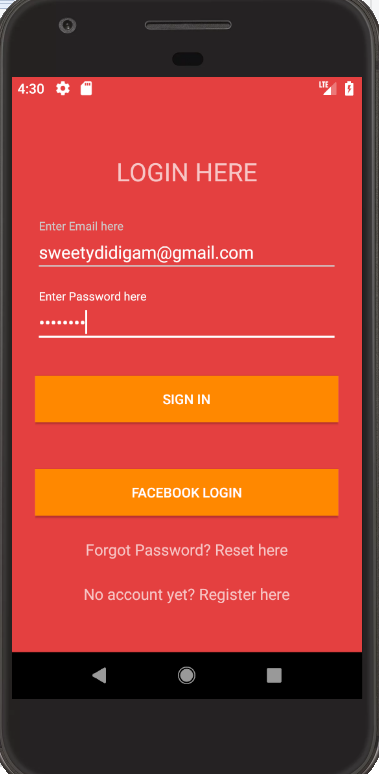 4:30
LTE
LOGIN HERE
Enter Email here
sweetydidigam@gmail.com
Enter Password here
••••••••
SIGN IN
FACEBOOK LOGIN
Forgot Password? Reset here
No account yet? Register here